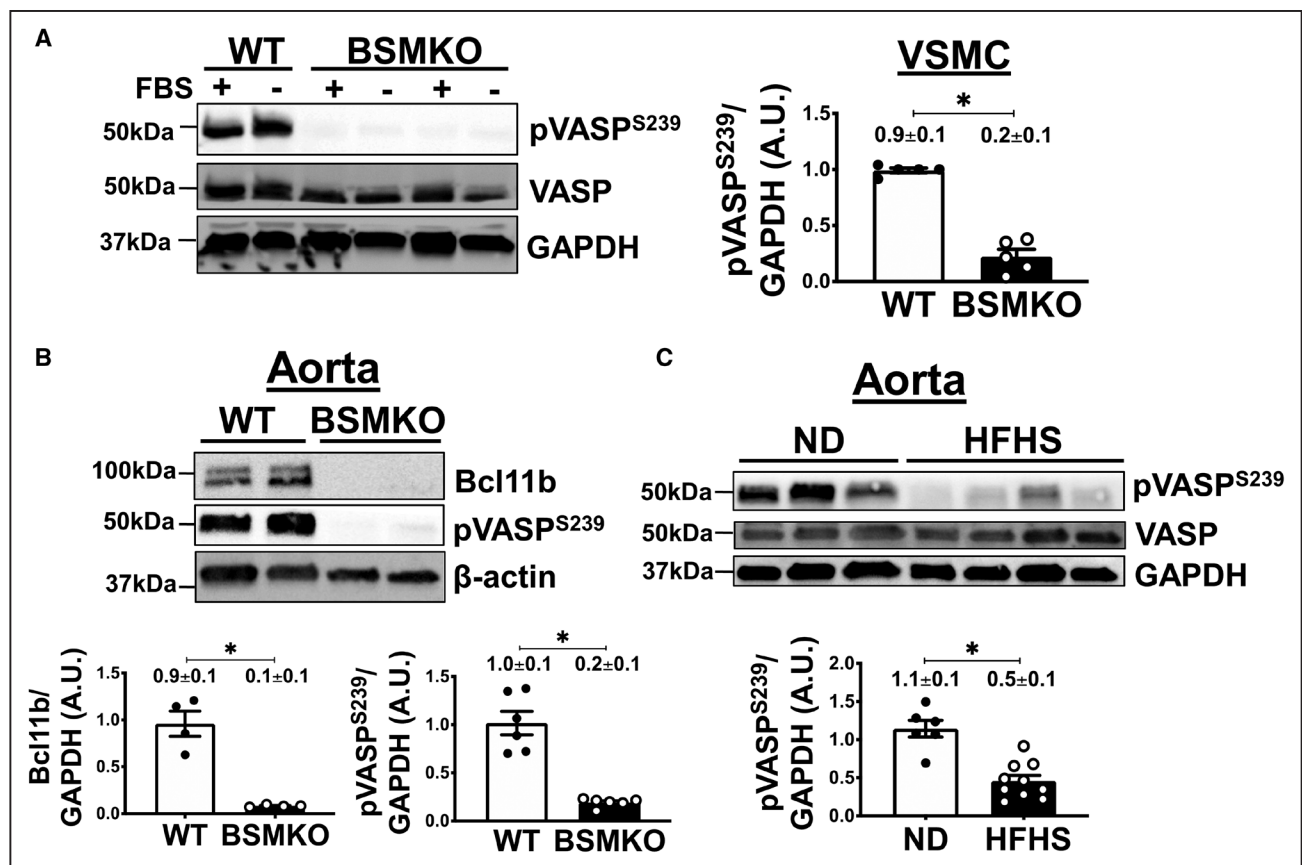 A
WT BSMKO
FBS + - + - + -
50kDa pVASPS239
50kDa VASP
37kDa GAPDH
VSMC
*
0.9±0.1 0.2±0.1
pVASPS239/
GAPDH (A.U.)
1.5
1.0
0.5
0.0
WT BSMKO
B
Aorta
WT BSMKO
100kDa Bcl11b
50kDa pVASPS239
37kDa β-actin
*
0.9±0.1 0.1±0.1
Bcl11b/
GAPDH (A.U.)
1.5
1.0
0.5
0.0
WT BSMKO
*
1.0±0.1 0.2±0.1
pVASPS239/
GAPDH (A.U.)
1.5
1.0
0.5
0.0
WT BSMKO
C
Aorta
ND HFHS
50kDa pVASPS239
50kDa VASP
37kDa GAPDH
*
1.1±0.1 0.5±0.1
pVASPS239/
GAPDH (A.U.)
2.0
1.5
1.0
0.5
0.0
ND HFHS